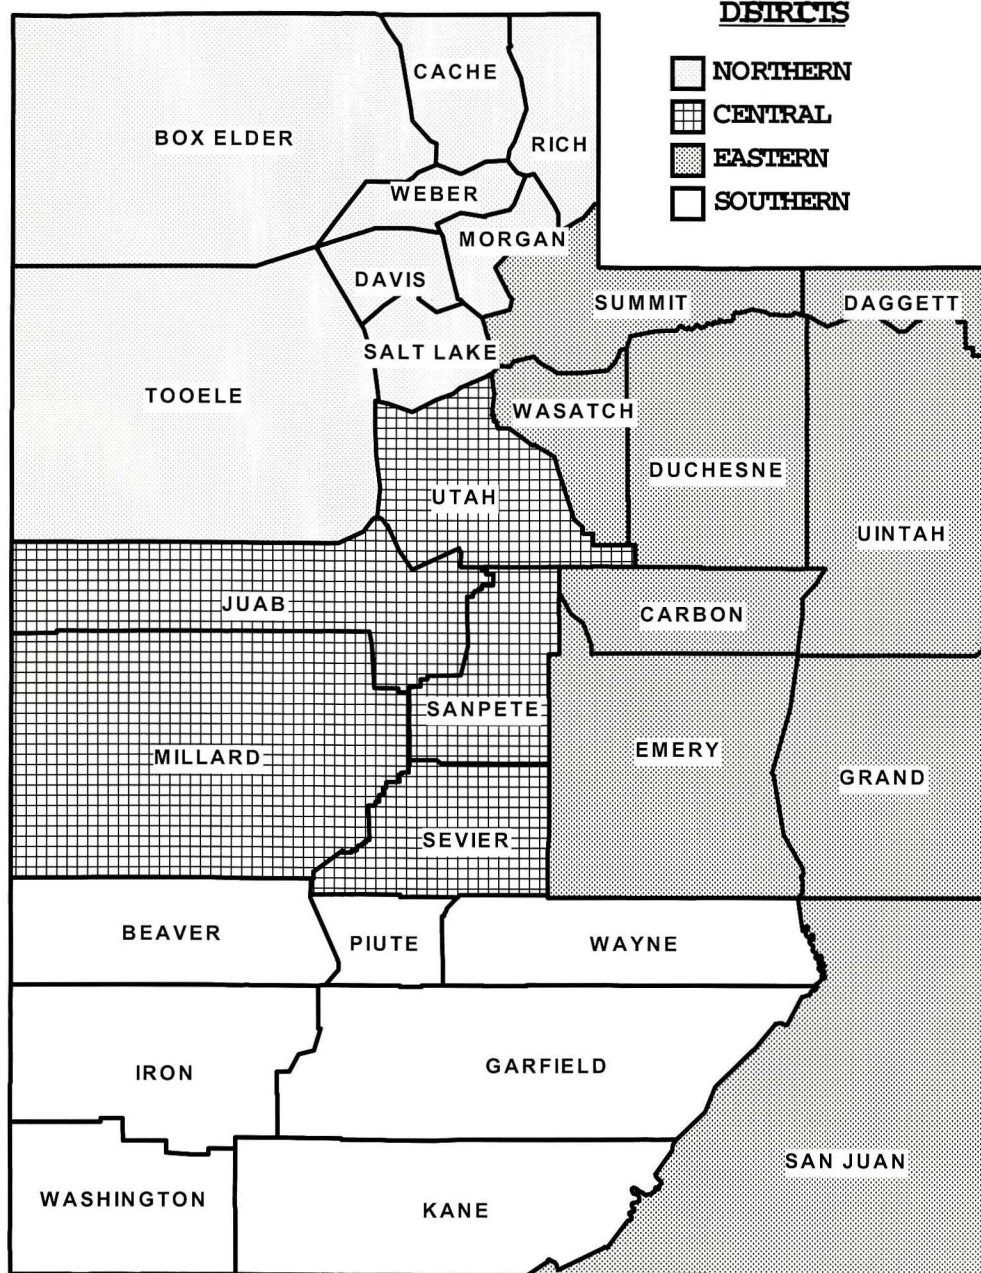 DISTRICTS
NORTHERN
CENTRAL
EASTERN
SOUTHERN
CACHE
BOX ELDER
RICH
WEBER
MORGAN
DAVIS
SUMMIT
DAGGETT
SALT LAKE
TOOELE
WASATCH
DUCHESNE
UTAH
UINTAH
JUAB
CARBON
SANPETE
MILLARD
EMERY
GRAND
SEVIER
BEAVER
PIUTE
WAYNE
IRON
GARFIELD
SAN JUAN
WASHINGTON
KANE